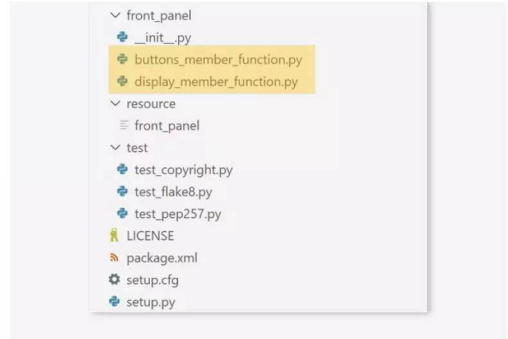 front_panel
__init__.py
buttons_member_function.py
display_member_function.py
resource
front_panel
test
test_copyright.py
test_flake8.py
test_pep257.py
LICENSE
package.xml
setup.cfg
setup.py